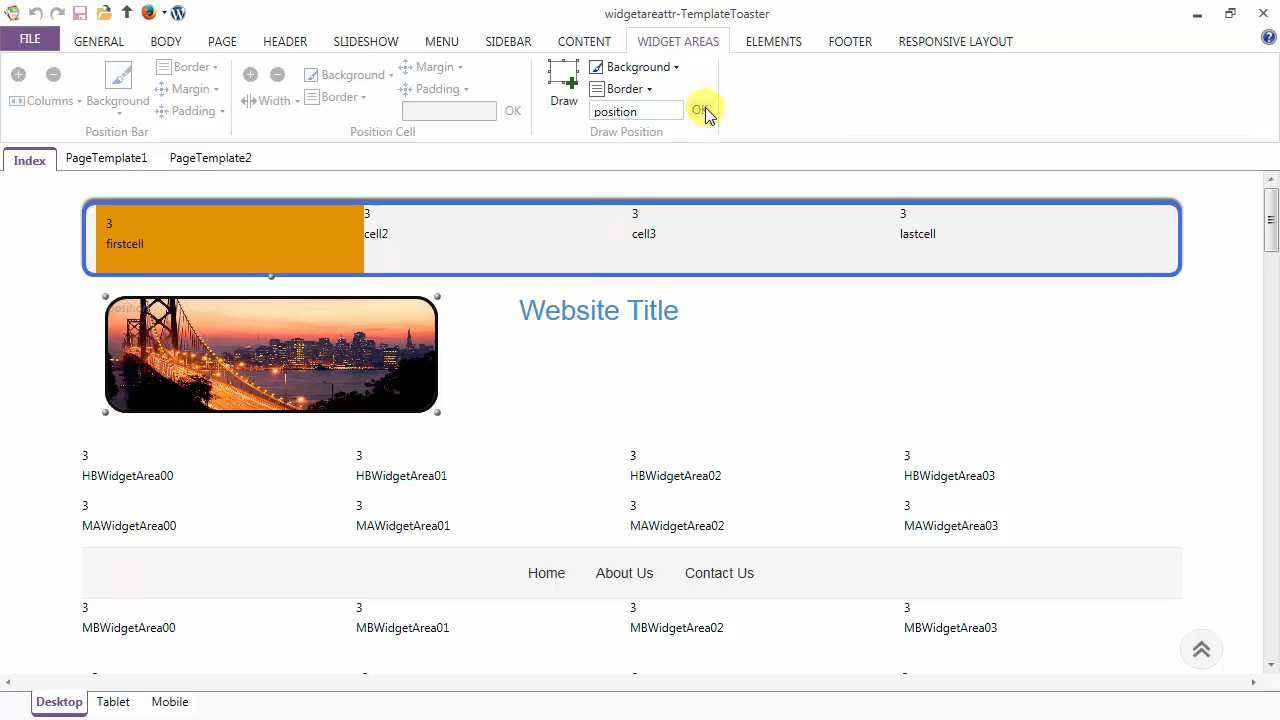 widgetareattr-TemplateToaster
FILE GENERAL BODY PAGE HEADER SLIDESHOW MENU SIDEBAR CONTENT WIDGET AREAS ELEMENTS FOOTER RESPONSIVE LAYOUT
Border Background Margin Background
Columns Background Margin Width Border Padding Draw Border
Padding OK position OK
Position Bar Position Cell Draw Position
Index PageTemplate1 PageTemplate2
3 3 3 3
firstcell cell2 cell3 lastcell
position
Website Title
3 3 3 3
HBWidgetArea00 HBWidgetArea01 HBWidgetArea02 HBWidgetArea03
3 3 3 3
MAWidgetArea00 MAWidgetArea01 MAWidgetArea02 MAWidgetArea03
Home About Us Contact Us
3 3 3 3
MBWidgetArea00 MBWidgetArea01 MBWidgetArea02 MBWidgetArea03
Desktop Tablet Mobile